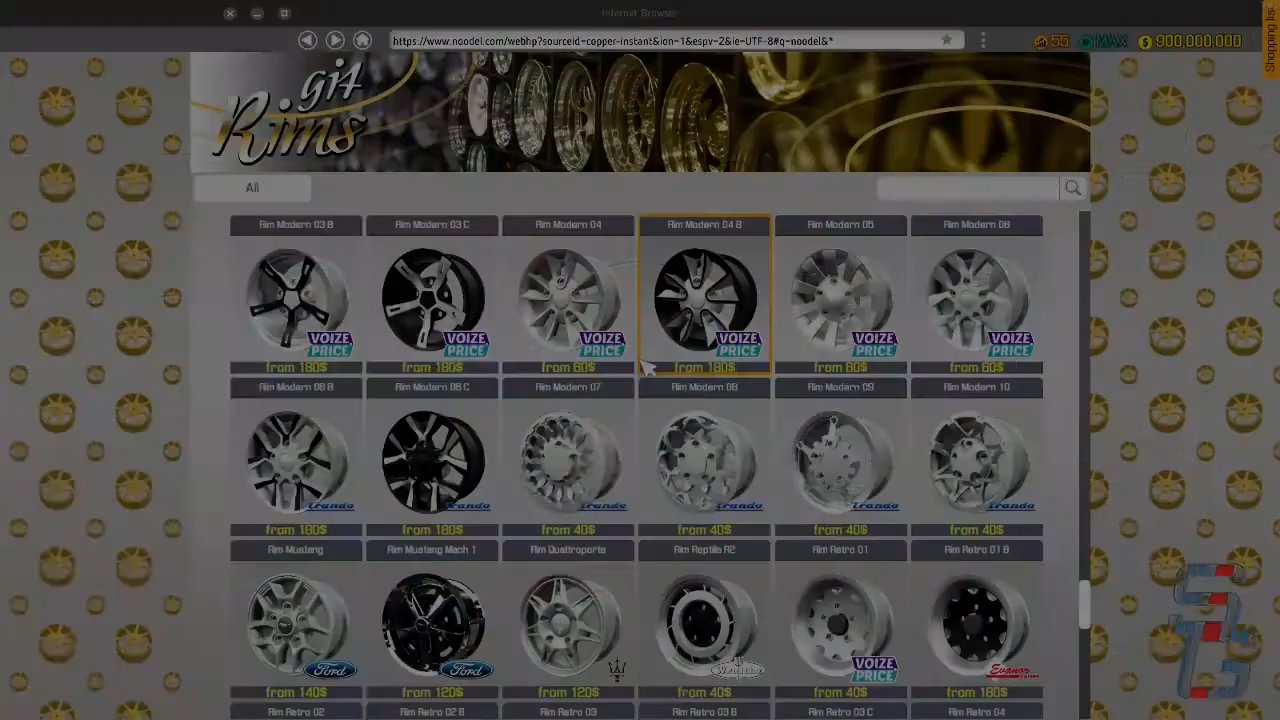 Internet Browser
https://www.noodel.com/webhp?sourceid=copper-instant&ion=1&espv=2&ie=UTF-8#q=noodel&*
55 MAX $ 900,000,000
Shopping list
git
Rims
All
Rim Modern 03 B Rim Modern 03 C Rim Modern 04 Rim Modern 04 B Rim Modern 05 Rim Modern 06
VOIZE PRICE VOIZE PRICE VOIZE PRICE VOIZE PRICE VOIZE PRICE VOIZE PRICE
from 180$ from 180$ from 60$ from 180$ from 60$ from 60$
Rim Modern 06 B Rim Modern 06 C Rim Modern 07 Rim Modern 08 Rim Modern 09 Rim Modern 10
from 180$ from 180$ from 40$ from 40$ from 40$ from 40$
Rim Mustang Rim Mustang Mach 1 Rim Quattroporte Rim Reptile R2 Rim Retro 01 Rim Retro 01 B
Ford Ford VOIZE PRICE Evanor
from 140$ from 120$ from 120$ from 40$ from 40$ from 180$
Rim Retro 02 Rim Retro 02 B Rim Retro 03 Rim Retro 03 B Rim Retro 03 C Rim Retro 04